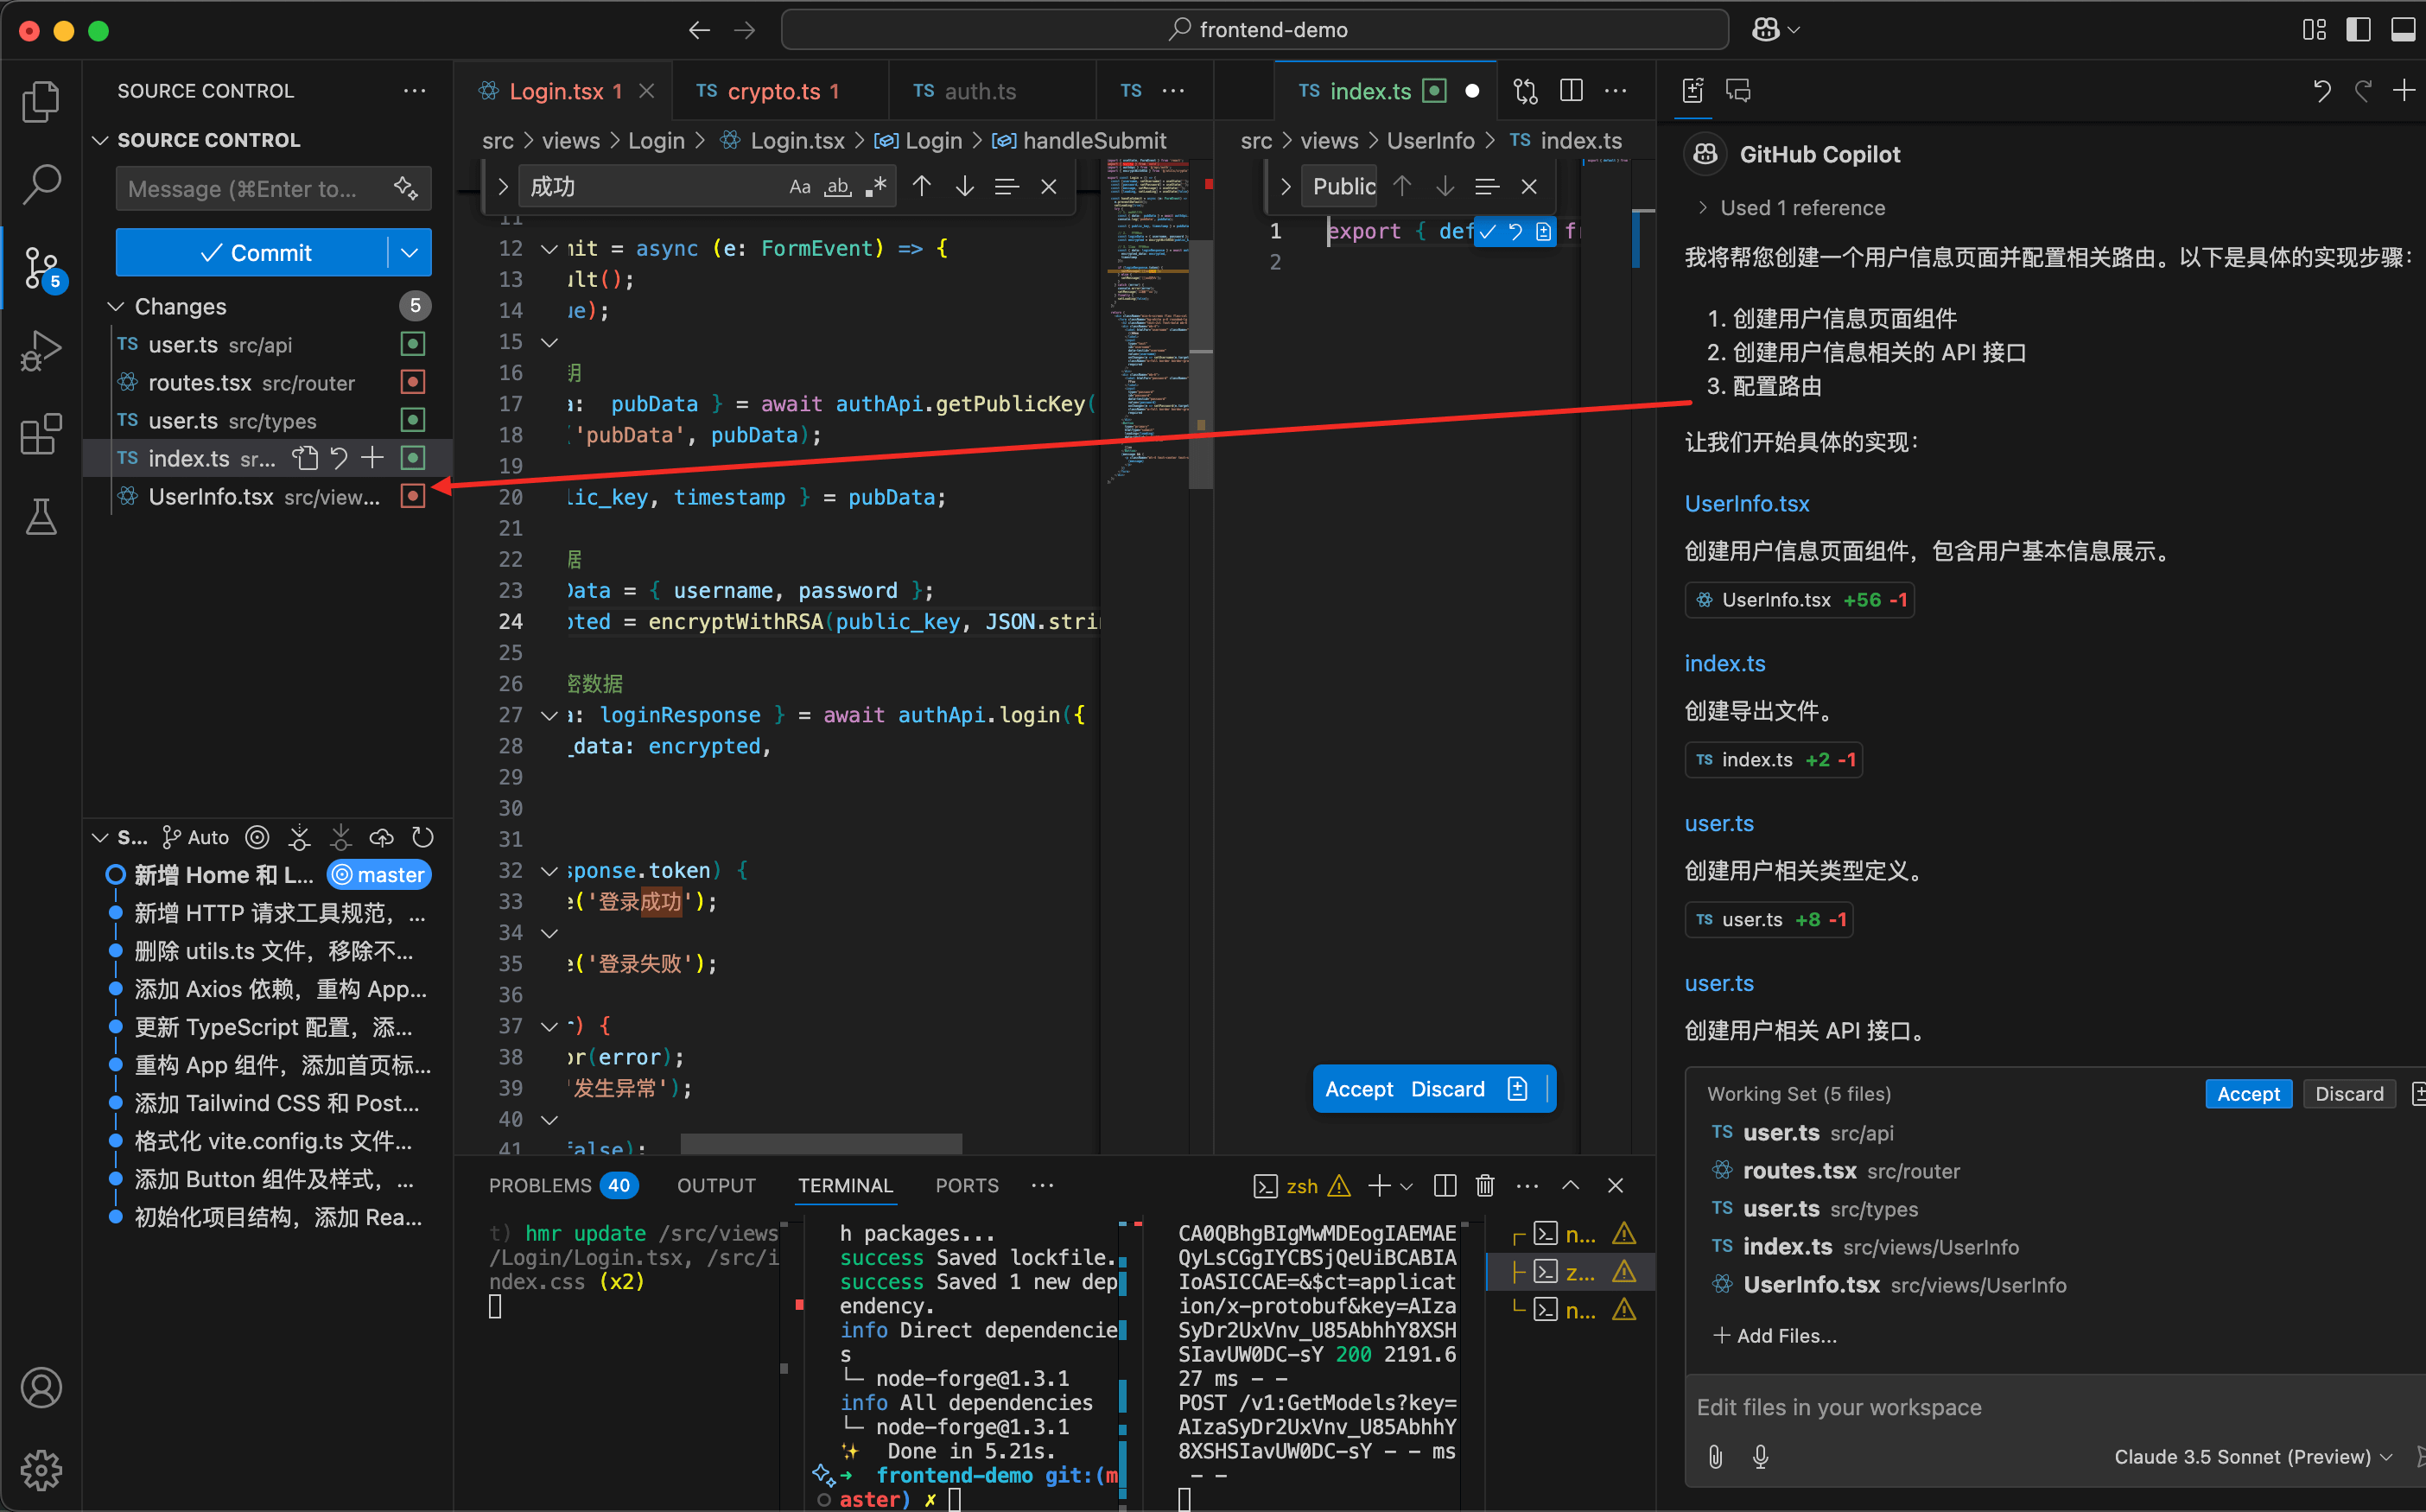 frontend-demo
SOURCE CONTROL
SOURCE CONTROL
Message (⌘Enter to...
Commit
Changes 5
TS user.ts src/api
routes.tsx src/router
TS user.ts src/types
TS index.ts sr...
UserInfo.tsx src/view...
5
S... Auto
新增 Home 和 L... master
新增 HTTP 请求工具规范，...
删除 utils.ts 文件，移除不...
添加 Axios 依赖，重构 App...
更新 TypeScript 配置，添...
重构 App 组件，添加首页标...
添加 Tailwind CSS 和 Post...
格式化 vite.config.ts 文件...
添加 Button 组件及样式，...
初始化项目结构，添加 Rea...
Login.tsx 1
TS crypto.ts 1
TS auth.ts
TS
src > views > Login > Login.tsx > Login > handleSubmit
成功
Aa ab .*
11
12 mit = async (e: FormEvent) => {
13 ult();
14 ue);
15
16 钥
17 a: pubData } = await authApi.getPublicKey(
18 'pubData', pubData);
19
20 lic_key, timestamp } = pubData;
21
22 据
23 Data = { username, password };
24 pted = encryptWithRSA(public_key, JSON.stri
25
26 密数据
27 a: loginResponse } = await authApi.login({
28 _data: encrypted,
29
30
31
32 sponse.token) {
33 e('登录成功');
34
35 e('登录失败');
36
37 r) {
38 or(error);
39 '发生异常');
40
41 false);
TS index.ts
src > views > UserInfo > TS index.ts
Public
1 export { def
2
Accept Discard
PROBLEMS 40 OUTPUT TERMINAL PORTS
zsh
t) hmr update /src/views
/Login/Login.tsx, /src/i
ndex.css (x2)
h packages...
success Saved lockfile.
success Saved 1 new dep
endency.
info Direct dependencie
s
└─ node-forge@1.3.1
info All dependencies
└─ node-forge@1.3.1
✨ Done in 5.21s.
➜ frontend-demo git:(m
aster) ✗
CA0QBhgBIgMwMDEogIAEMAE
QyLsCGgIYCBSjQeUiBCABIA
IoASICCAE=&$ct=applicat
ion/x-protobuf&key=AIza
SyDr2UxVnv_U85AbhhY8XSH
SIavUW0DC-sY 200 2191.6
27 ms - -
POST /v1:GetModels?key=
AIzaSyDr2UxVnv_U85AbhhY
8XSHSIavUW0DC-sY - - ms
- -
n...
z...
n...
GitHub Copilot
Used 1 reference
我将帮您创建一个用户信息页面并配置相关路由。以下是具体的实现步骤：
1. 创建用户信息页面组件
2. 创建用户信息相关的 API 接口
3. 配置路由
让我们开始具体的实现：
UserInfo.tsx
创建用户信息页面组件，包含用户基本信息展示。
UserInfo.tsx +56 -1
index.ts
创建导出文件。
TS index.ts +2 -1
user.ts
创建用户相关类型定义。
TS user.ts +8 -1
user.ts
创建用户相关 API 接口。
Working Set (5 files) Accept Discard
TS user.ts src/api
routes.tsx src/router
TS user.ts src/types
TS index.ts src/views/UserInfo
UserInfo.tsx src/views/UserInfo
Add Files...
Edit files in your workspace
Claude 3.5 Sonnet (Preview)